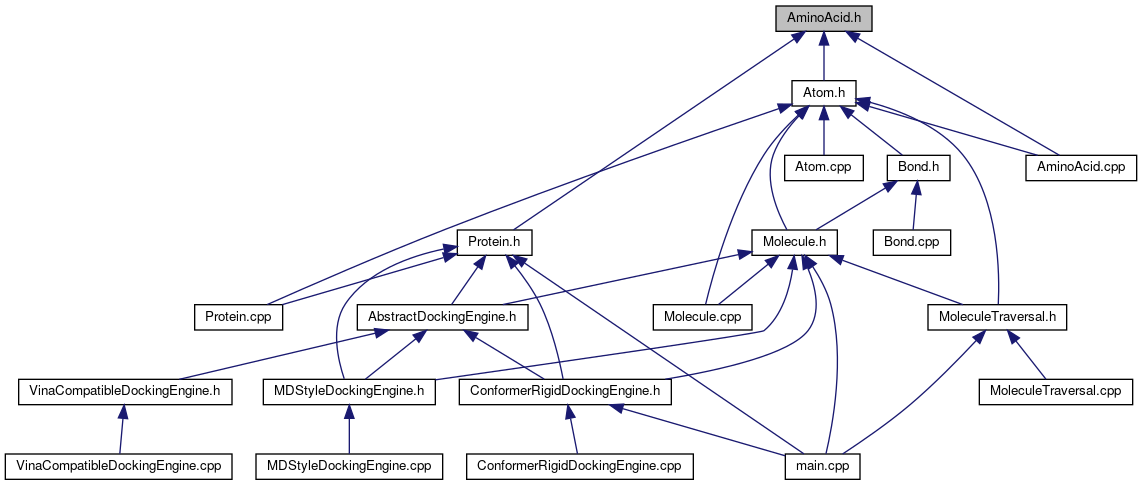 AminoAcid.h
Atom.h
Atom.cpp
Bond.h
AminoAcid.cpp
Protein.h
Molecule.h
Bond.cpp
Protein.cpp
AbstractDockingEngine.h
Molecule.cpp
MoleculeTraversal.h
VinaCompatibleDockingEngine.h
MDStyleDockingEngine.h
ConformerRigidDockingEngine.h
MoleculeTraversal.cpp
VinaCompatibleDockingEngine.cpp
MDStyleDockingEngine.cpp
ConformerRigidDockingEngine.cpp
main.cpp